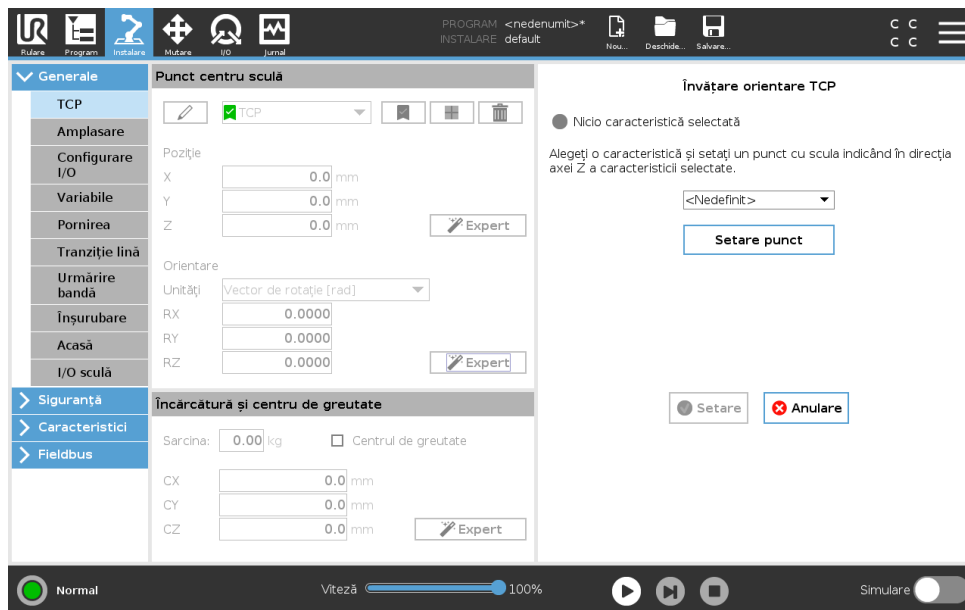 PROGRAM <nedenumit>*
INSTALARE default
Rulare Program Instalare Mutare I/O Jurnal Nou... Deschide... Salvare...
C C
C C
Generale
TCP
Amplasare
Configurare
I/O
Variabile
Pornirea
Tranziție lină
Urmărire
bandă
Înșurubare
Acasă
I/O sculă
Siguranță
Caracteristici
Fieldbus
Punct centru sculă
TCP
Poziție
X 0.0 mm
Y 0.0 mm
Z 0.0 mm
Expert
Orientare
Unități Vector de rotație [rad]
RX 0.0000
RY 0.0000
RZ 0.0000
Expert
Încărcătură și centru de greutate
Sarcina: 0.00 kg Centrul de greutate
CX 0.0 mm
CY 0.0 mm
CZ 0.0 mm
Expert
Învățare orientare TCP
Nicio caracteristică selectată
Alegeți o caracteristică și setați un punct cu scula indicând în direcția
axei Z a caracteristicii selectate.
<Nedefinit>
Setare punct
Setare Anulare
Normal Viteză 100% Simulare